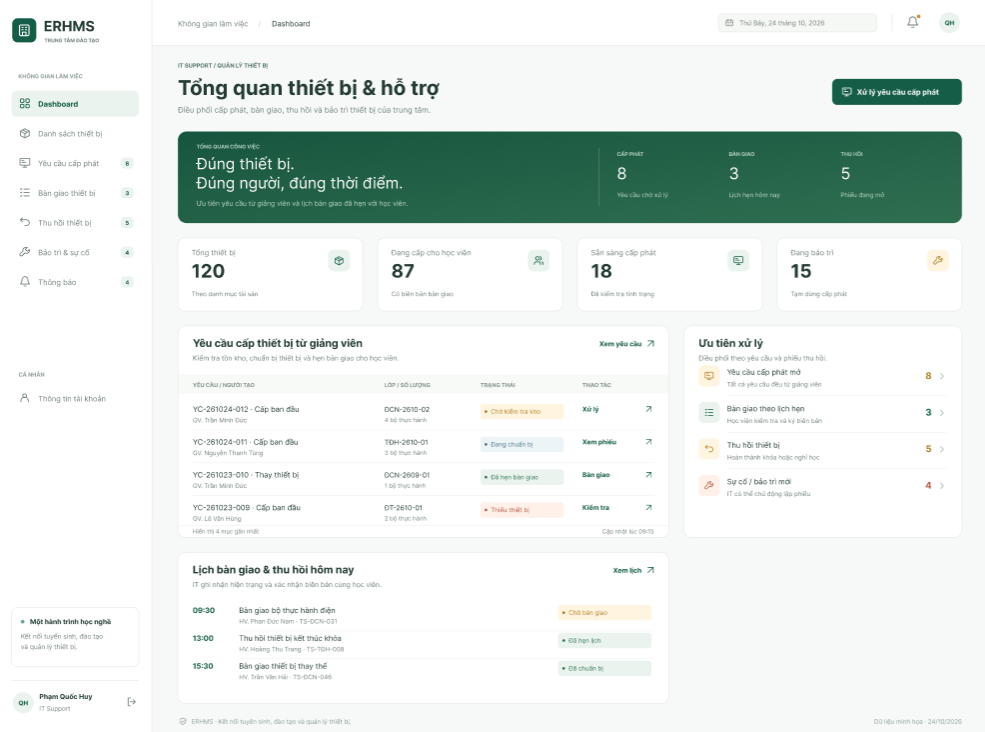 ERHMS
TRUNG TÂM ĐÀO TẠO
KHÔNG GIAN LÀM VIỆC
Dashboard
Danh sách thiết bị
Yêu cầu cấp phát 8
Bàn giao thiết bị 3
Thu hồi thiết bị 5
Bảo trì & sự cố 4
Thông báo 4
CÁ NHÂN
Thông tin tài khoản
Một hành trình học nghề
Kết nối tuyển sinh, đào tạo
và quản lý thiết bị.
QH
Phạm Quốc Huy
IT Support
Không gian làm việc / Dashboard
Thứ Bảy, 24 tháng 10, 2026
QH
IT SUPPORT / QUẢN LÝ THIẾT BỊ
Tổng quan thiết bị & hỗ trợ
Điều phối cấp phát, bàn giao, thu hồi và bảo trì thiết bị của trung tâm.
Xử lý yêu cầu cấp phát
TỔNG QUAN CÔNG VIỆC
Đúng thiết bị.
Đúng người, đúng thời điểm.
Ưu tiên yêu cầu từ giảng viên và lịch bàn giao đã hẹn với học viên.
CẤP PHÁT
8
Yêu cầu chờ xử lý
BÀN GIAO
3
Lịch hẹn hôm nay
THU HỒI
5
Phiếu đang mở
Tổng thiết bị
120
Theo danh mục tài sản
Đang cấp cho học viên
87
Có biên bản bàn giao
Sẵn sàng cấp phát
18
Đã kiểm tra tình trạng
Đang bảo trì
15
Tạm dừng cấp phát
Yêu cầu cấp thiết bị từ giảng viên
Kiểm tra tồn kho, chuẩn bị thiết bị và hẹn bàn giao cho học viên.
Xem yêu cầu
YÊU CẦU / NGƯỜI TẠO LỚP / SỐ LƯỢNG TRẠNG THÁI THAO TÁC
YC-261024-012 · Cấp ban đầu ĐCN-2610-02 Chờ kiểm tra kho Xử lý
GV. Trần Minh Đức 4 bộ thực hành
YC-261024-011 · Cấp ban đầu TĐH-2610-01 Đang chuẩn bị Xem phiếu
GV. Nguyễn Thanh Tùng 3 bộ thực hành
YC-261023-010 · Thay thiết bị ĐCN-2609-01 Đã hẹn bàn giao Bàn giao
GV. Trần Minh Đức 1 bộ thực hành
YC-261023-009 · Cấp ban đầu ĐT-2610-01 Thiếu thiết bị Kiểm tra
GV. Lê Văn Hùng 2 bộ thực hành
Hiển thị 4 mục gần nhất Cập nhật lúc 09:15
Ưu tiên xử lý
Điều phối theo yêu cầu và phiếu thu hồi.
Yêu cầu cấp phát mở 8
Tất cả yêu cầu đều từ giảng viên
Bàn giao theo lịch hẹn 3
Học viên kiểm tra và ký biên bản
Thu hồi thiết bị 5
Hoàn thành khóa hoặc nghỉ học
Sự cố / bảo trì mới 4
IT có thể chủ động lập phiếu
Lịch bàn giao & thu hồi hôm nay
IT ghi nhận hiện trạng và xác nhận biên bản cùng học viên.
Xem lịch
09:30 Bàn giao bộ thực hành điện Chờ bàn giao
HV. Phan Đức Nam · TS-ĐCN-031
13:00 Thu hồi thiết bị kết thúc khóa Đã hẹn lịch
HV. Hoàng Thu Trang · TS-TĐH-008
15:30 Bàn giao thiết bị thay thế Đã chuẩn bị
HV. Trần Văn Hải · TS-ĐCN-046
ERHMS · Kết nối tuyển sinh, đào tạo và quản lý thiết bị.
Dữ liệu minh họa · 24/10/2026